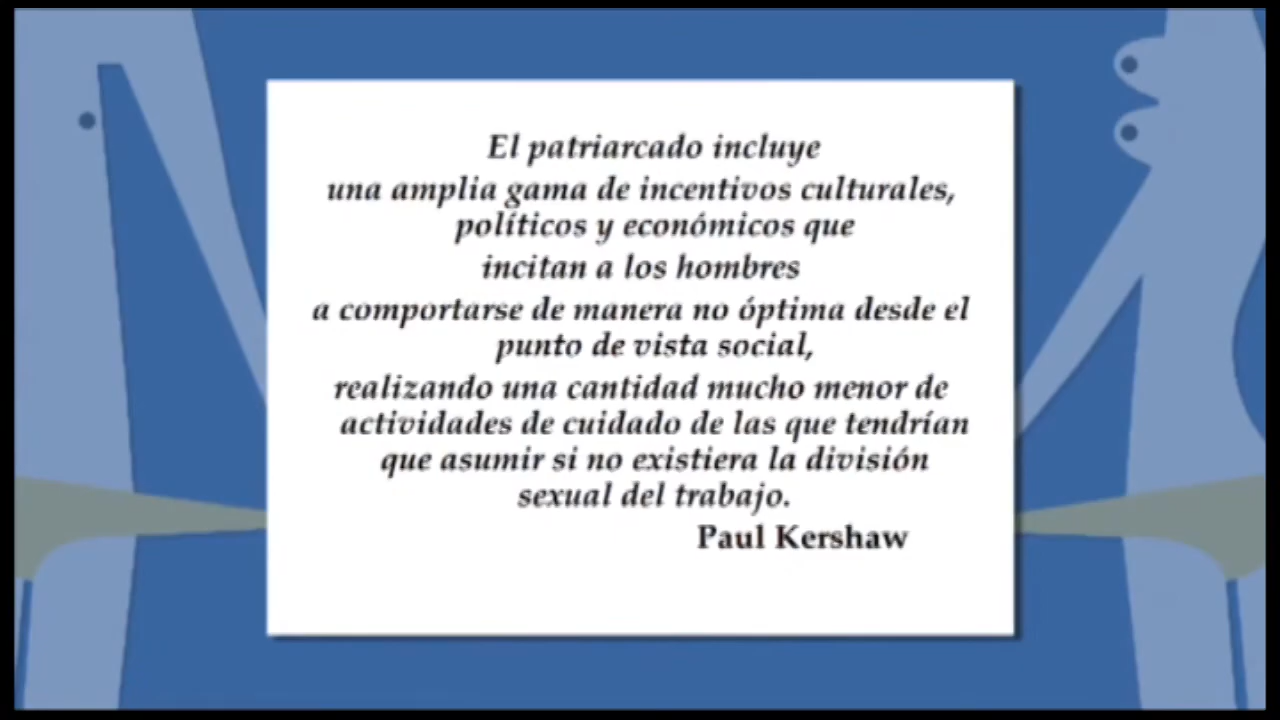 El patriarcado incluye
una amplia gama de incentivos culturales,
políticos y económicos que
incitan a los hombres
a comportarse de manera no óptima desde el
punto de vista social,
realizando una cantidad mucho menor de
actividades de cuidado de las que tendrían
que asumir si no existiera la división
sexual del trabajo.
Paul Kershaw